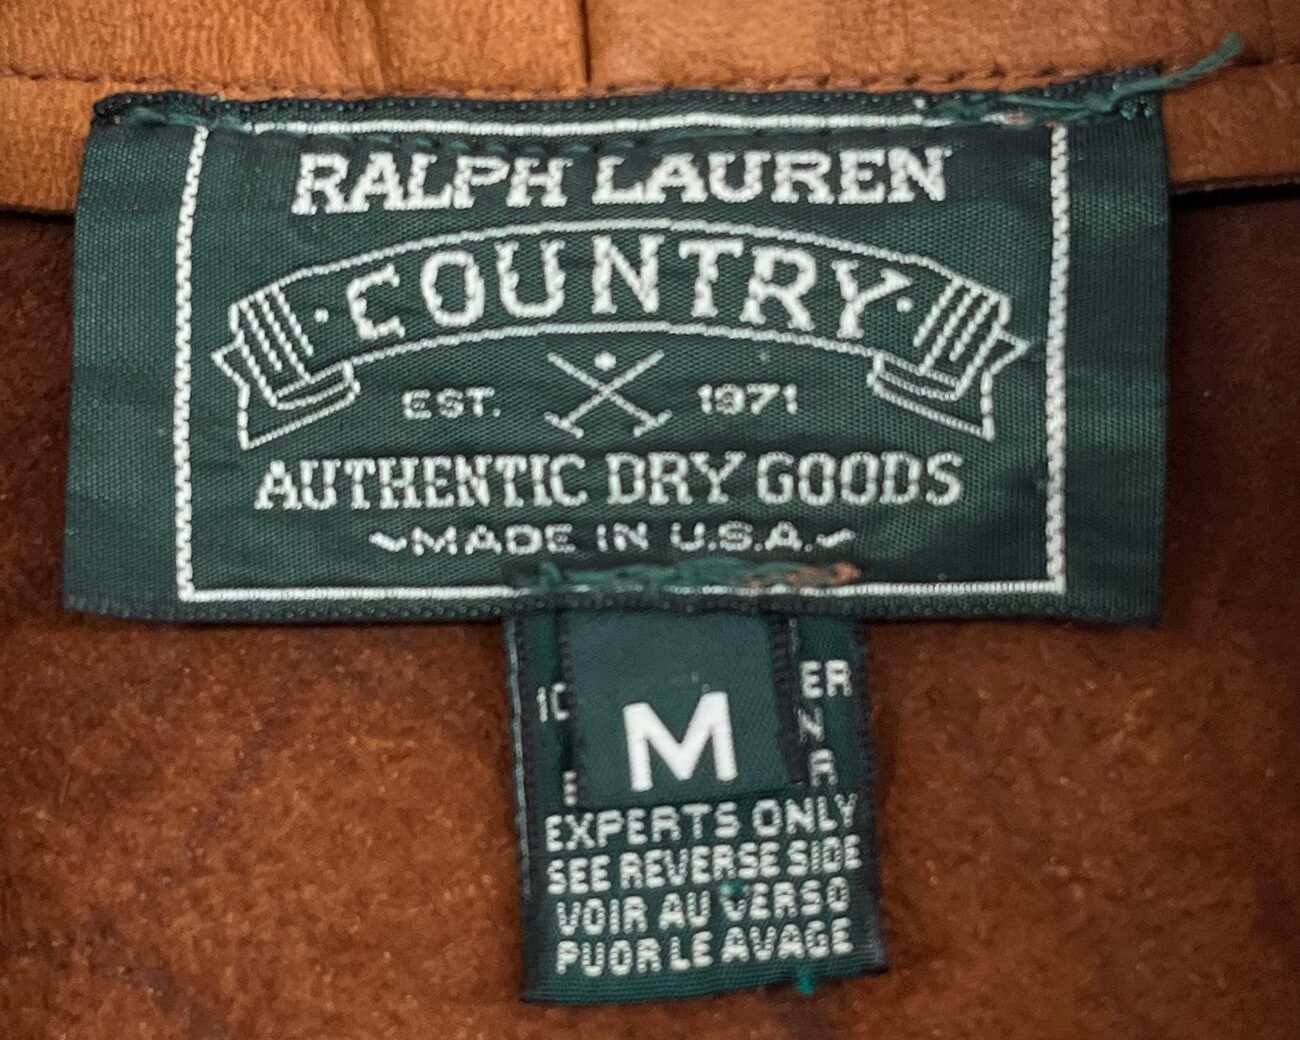 RALPH LAUREN
COUNTRY
EST. 1971
AUTHENTIC DRY GOODS
MADE IN U.S.A.
M
EXPERTS ONLY
SEE REVERSE SIDE
VOIR AU VERSO
PUOR LE AVAGE